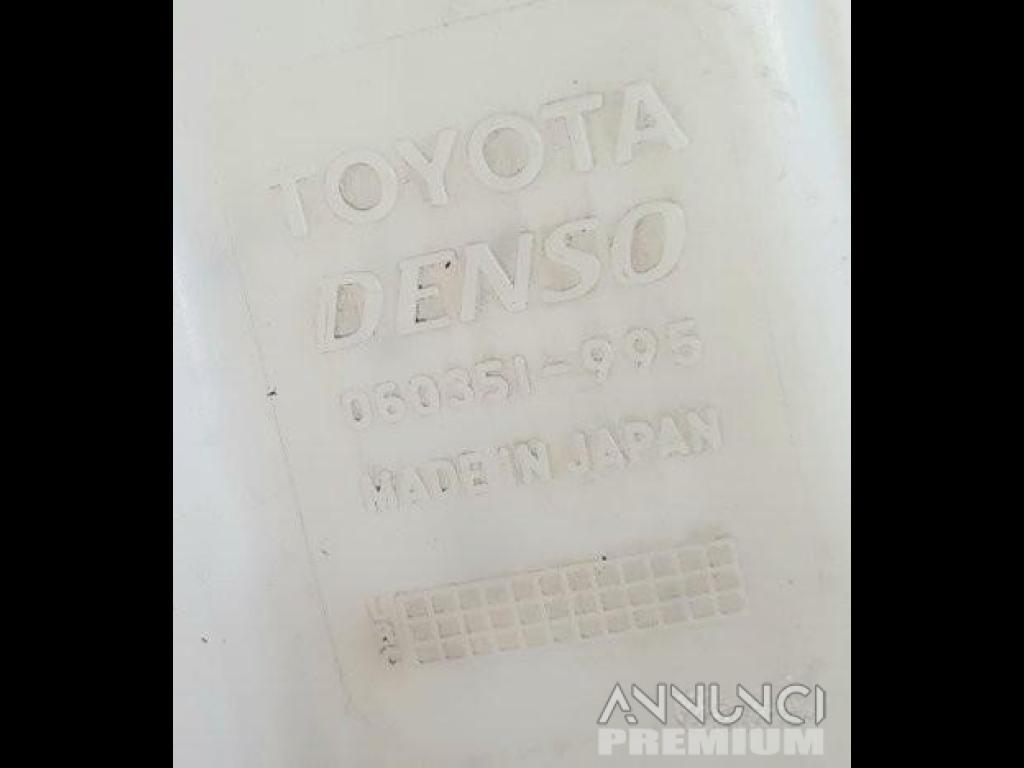 TOYOTA
DENSO
060351-995
MADE IN JAPAN
ANNUNCI
PREMIUM